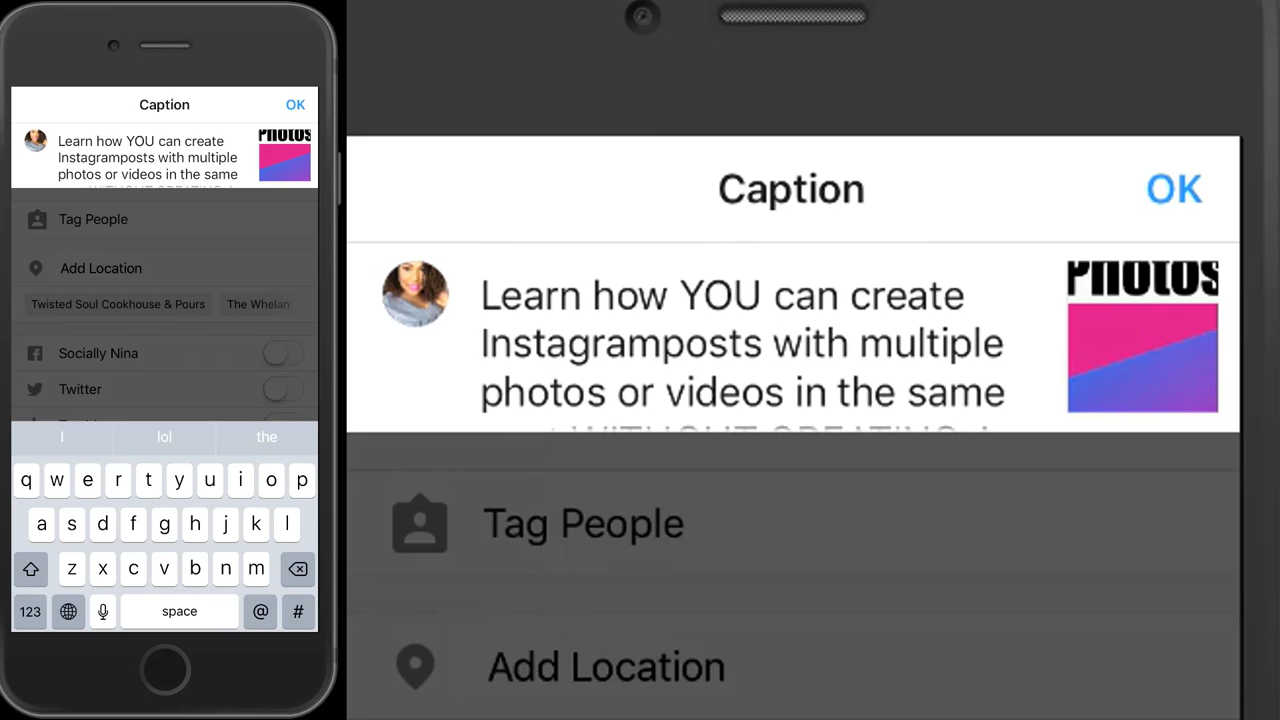 Caption
OK
Learn how YOU can create
Instagramposts with multiple
photos or videos in the same
PHOTOS
Tag People
Add Location
Twisted Soul Cookhouse & Pours
The Whelan
Socially Nina
Twitter
I
lol
the
q w e r t y u i o p
a s d f g h j k l
z x c v b n m
123
space
@
#
Caption
OK
PHOTOS
Learn how YOU can create
Instagramposts with multiple
photos or videos in the same
WITHOUT CREATING A
Tag People
Add Location